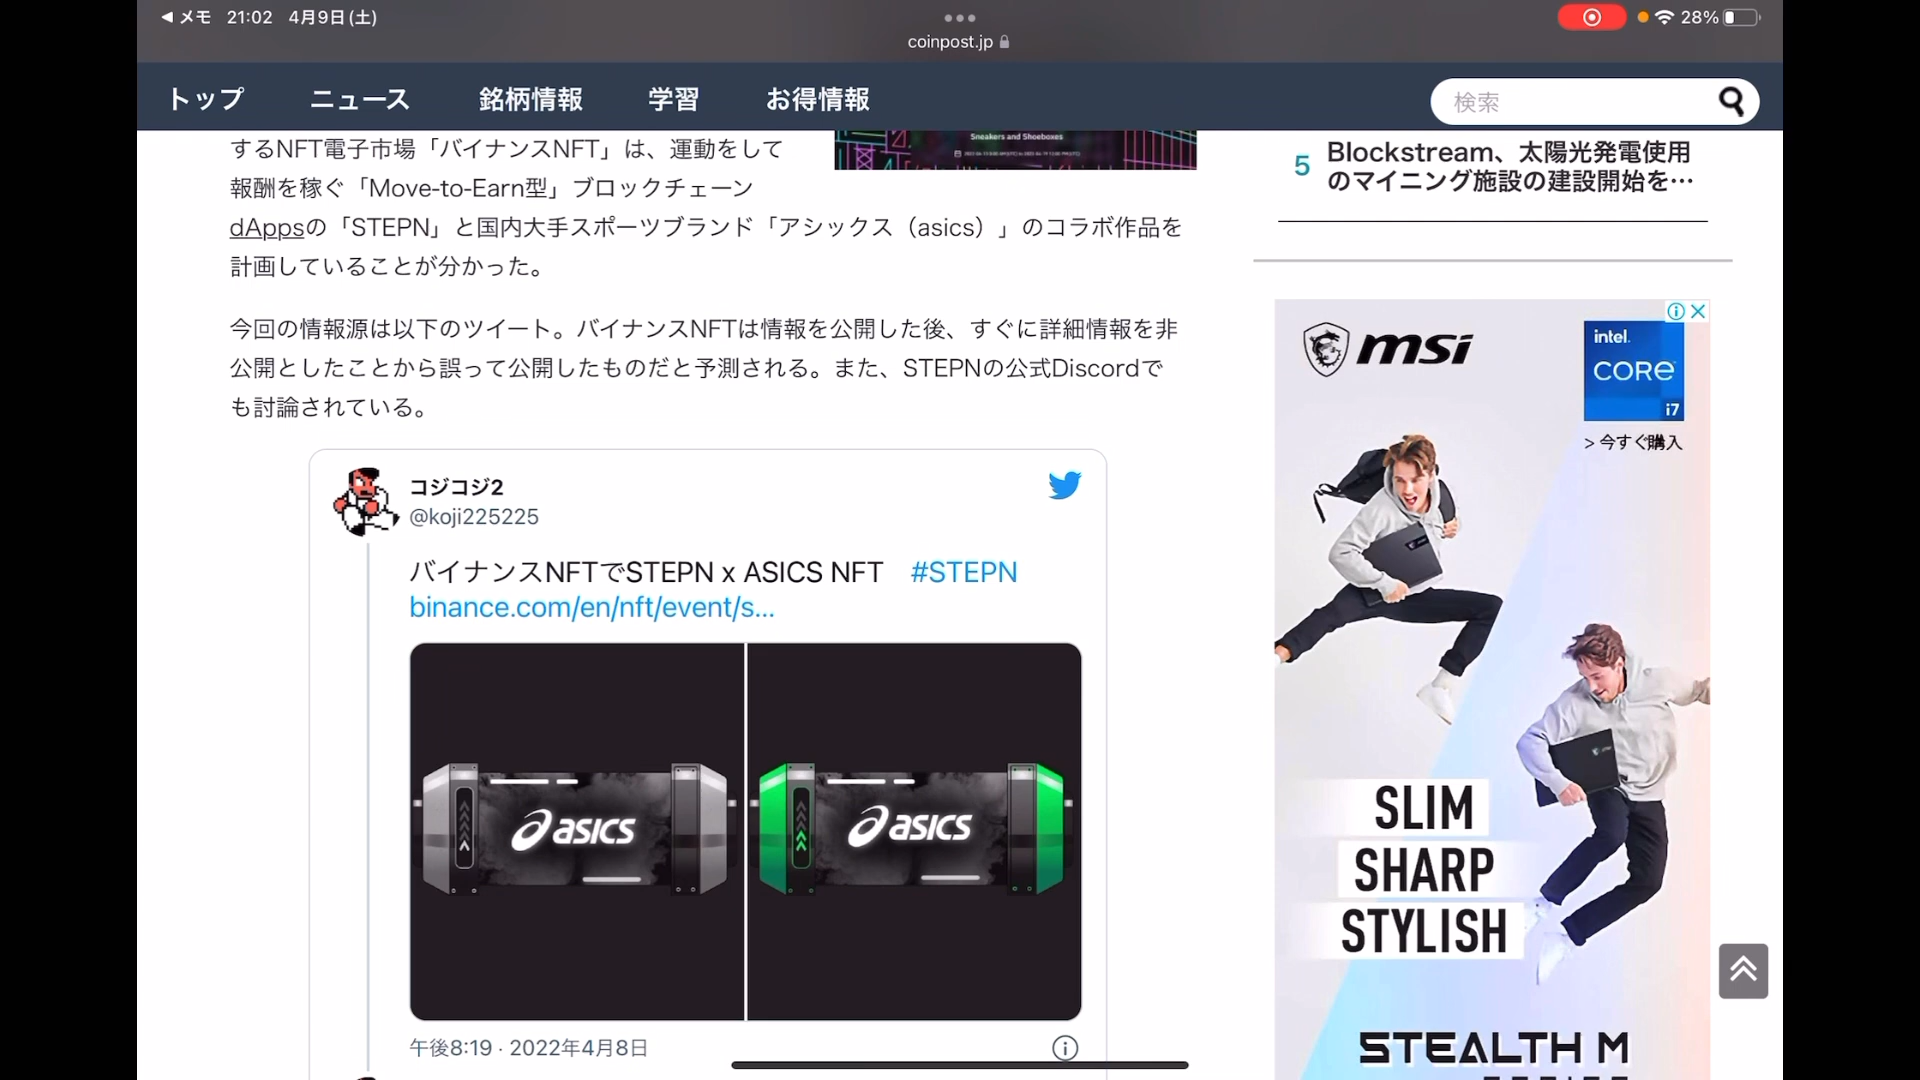 ◀メモ 21:02 4月9日(土)
coinpost.jp
28%
トップ ニュース 銘柄情報 学習 お得情報
検索
するNFT電子市場「バイナンスNFT」は、運動をして
報酬を稼ぐ「Move-to-Earn型」ブロックチェーン
dAppsの「STEPN」と国内大手スポーツブランド「アシックス（asics）」のコラボ作品を
計画していることが分かった。
Sneakers and Shoeboxes
今回の情報源は以下のツイート。バイナンスNFTは情報を公開した後、すぐに詳細情報を非
公開としたことから誤って公開したものだと予測される。また、STEPNの公式Discordで
も討論されている。
コジコジ2
@koji225225
バイナンスNFTでSTEPN x ASICS NFT #STEPN
binance.com/en/nft/event/s...
asics
asics
午後8:19 · 2022年4月8日
5 Blockstream、太陽光発電使用
のマイニング施設の建設開始を…
msi
intel.
CORE
i7
> 今すぐ購入
SLIM
SHARP
STYLISH
STEALTH M